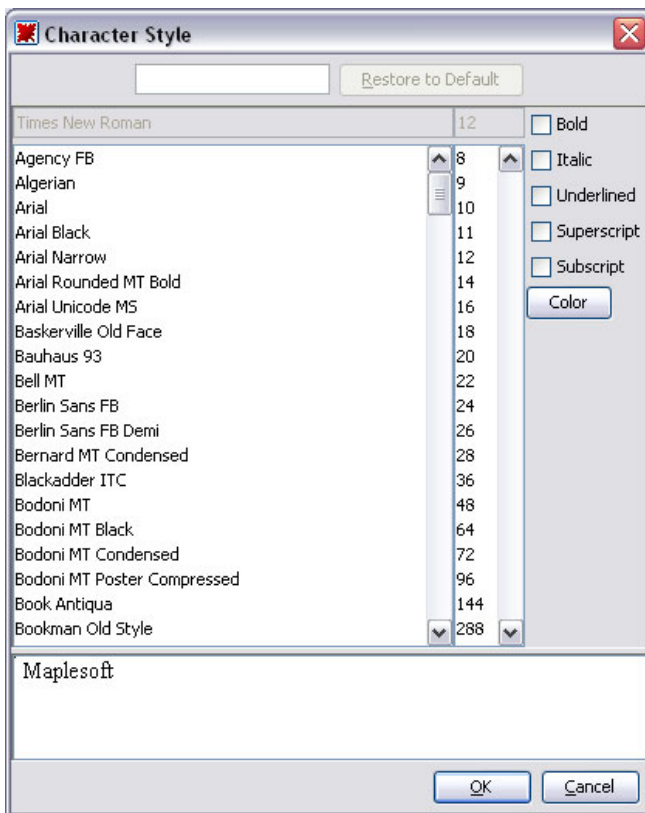 Character Style
Restore to Default
Times New Roman 12
Bold
Italic
Underlined
Superscript
Subscript
Color
Agency FB 8
Algerian 9
Arial 10
Arial Black 11
Arial Narrow 12
Arial Rounded MT Bold 14
Arial Unicode MS 16
Baskerville Old Face 18
Bauhaus 93 20
Bell MT 22
Berlin Sans FB 24
Berlin Sans FB Demi 26
Bernard MT Condensed 28
Blackadder ITC 36
Bodoni MT 48
Bodoni MT Black 64
Bodoni MT Condensed 72
Bodoni MT Poster Compressed 96
Book Antiqua 144
Bookman Old Style 288
Maplesoft
OK Cancel